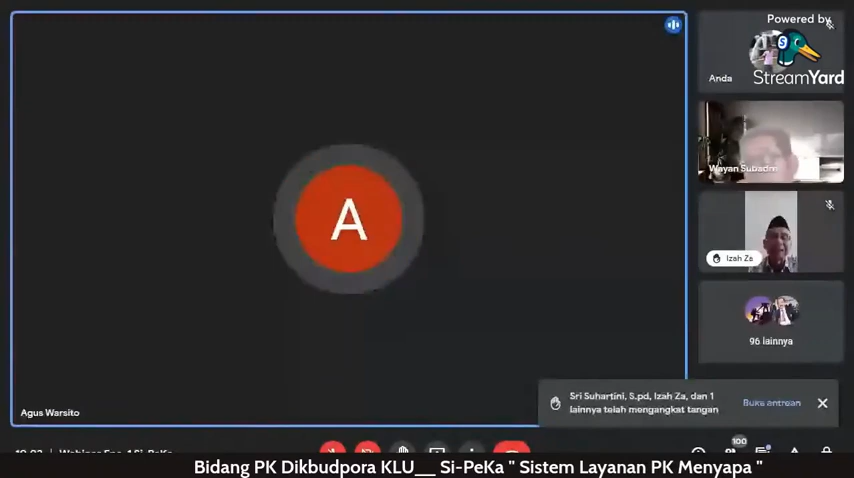 Powered by
StreamYard
S
Anda
A
Wayan Subadm
Izah Za
96 lainnya
Sri Suhartini, S.pd, Izah Za, dan 1
lainnya telah mengangkat tangan
Buka antrean
Agus Warsito
100
Bidang PK Dikbudpora KLU__ Si-PeKa " Sistem Layanan PK Menyapa "